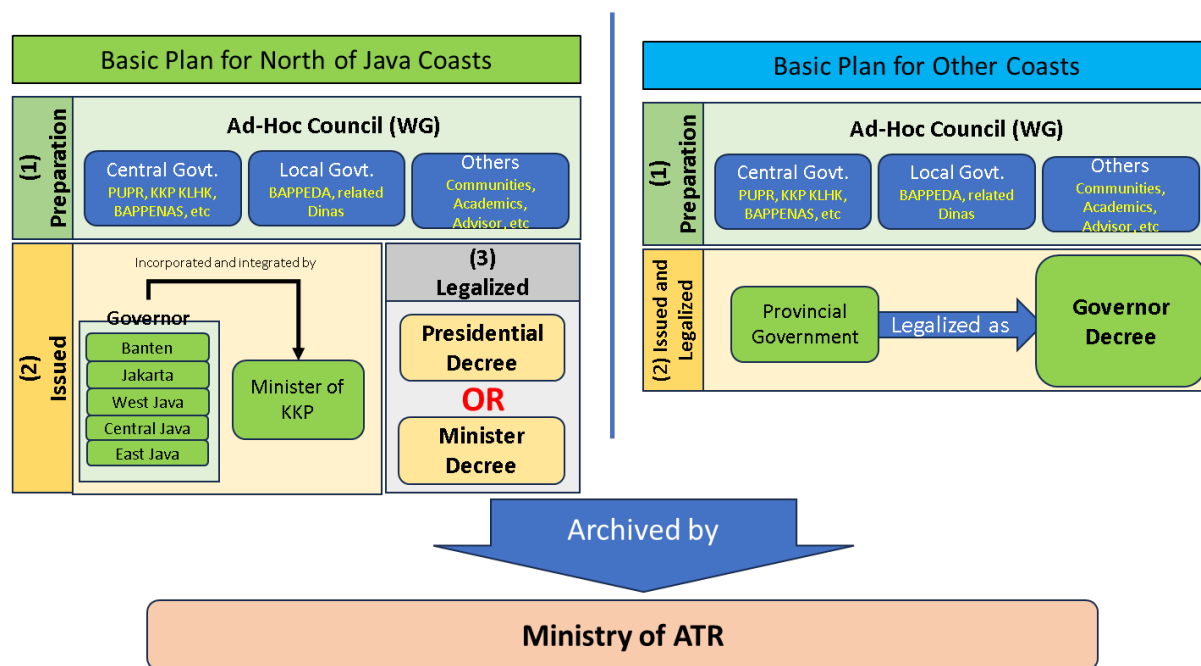 Basic Plan for North of Java Coasts
(1)
Preparation
Ad-Hoc Council (WG)
Central Govt.
PUPR, KKP KLHK,
BAPPENAS, etc
Local Govt.
BAPPEDA, related
Dinas
Others
Communities,
Academics,
Advisor, etc
(2)
Issued
Incorporated and integrated by
Governor
Banten
Jakarta
West Java
Central Java
East Java
Minister of
KKP
(3)
Legalized
Presidential
Decree
OR
Minister
Decree
Basic Plan for Other Coasts
(1)
Preparation
Ad-Hoc Council (WG)
Central Govt.
PUPR, KKP KLHK,
BAPPENAS, etc
Local Govt.
BAPPEDA, related
Dinas
Others
Communities,
Academics,
Advisor, etc
(2) Issued and
Legalized
Provincial
Government
Legalized as
Governor
Decree
Archived by
Ministry of ATR